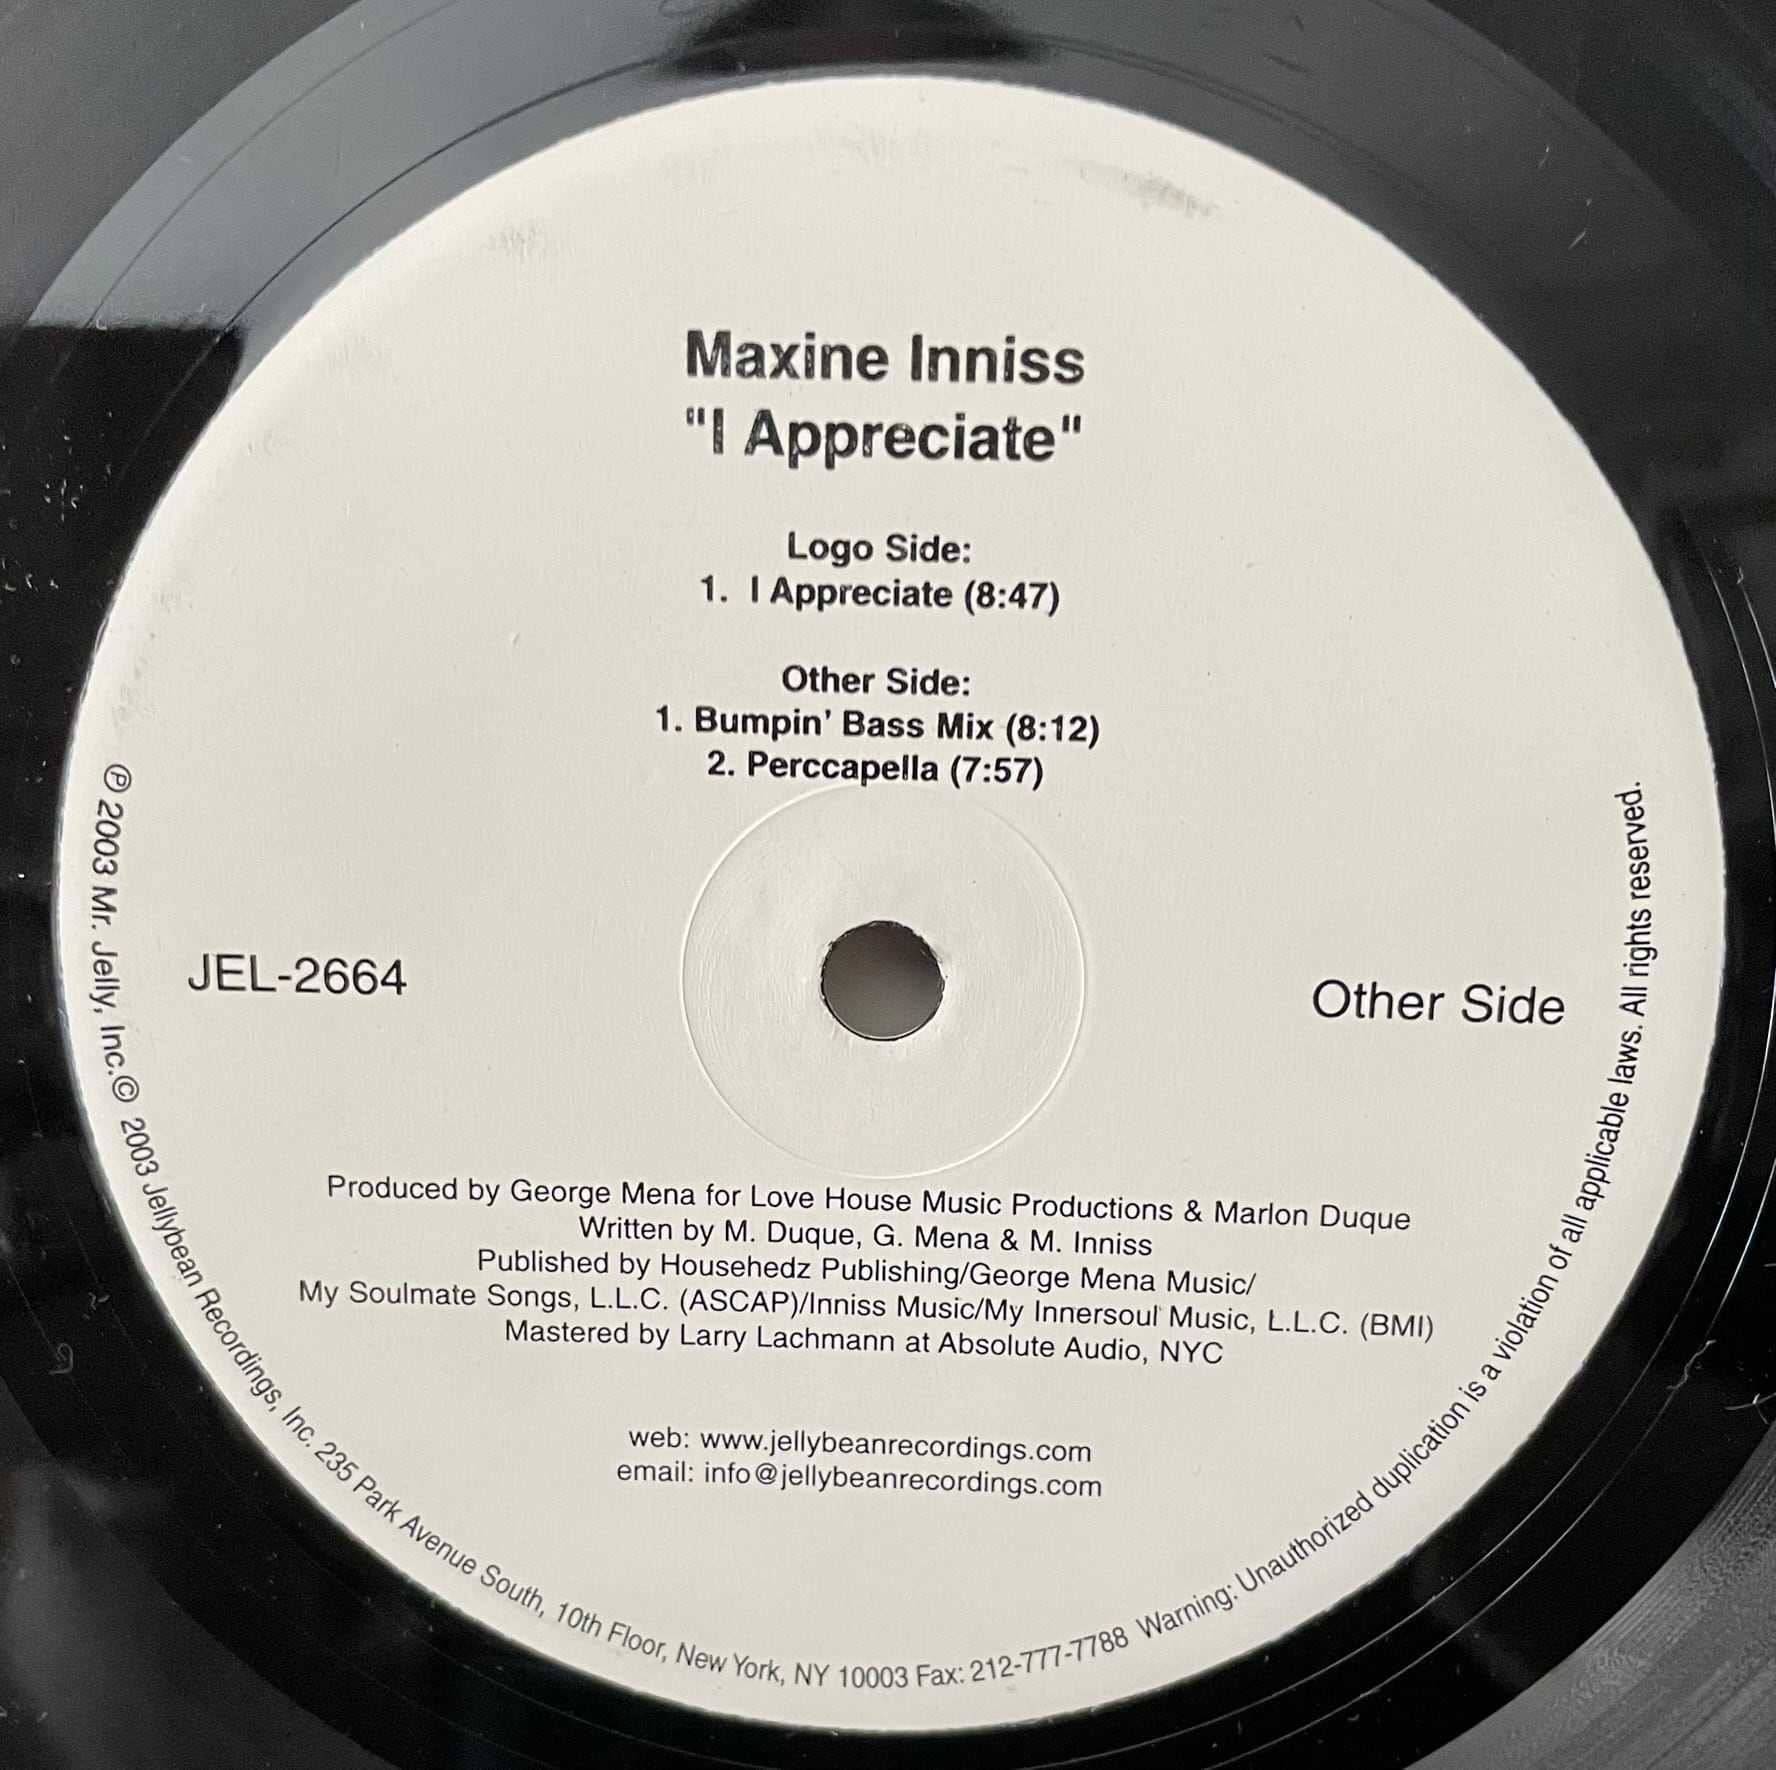 Maxine Inniss
"I Appreciate"
Logo Side:
1. I Appreciate (8:47)
Other Side:
1. Bumpin' Bass Mix (8:12)
2. Perccapella (7:57)
JEL-2664
Other Side
Produced by George Mena for Love House Music Productions & Marlon Duque
Written by M. Duque, G. Mena & M. Inniss
Published by Househedz Publishing/George Mena Music/
My Soulmate Songs, L.L.C. (ASCAP)/Inniss Music/My Innersoul Music, L.L.C. (BMI)
Mastered by Larry Lachmann at Absolute Audio, NYC
web: www.jellybeanrecordings.com
email: info@jellybeanrecordings.com
℗ 2003 Mr. Jelly, Inc.© 2003 Jellybean Recordings, Inc. 235 Park Avenue South, 10th Floor, New York, NY 10003 Fax: 212-777-7788 Warning: Unauthorized duplication is a violation of all applicable laws. All rights reserved.